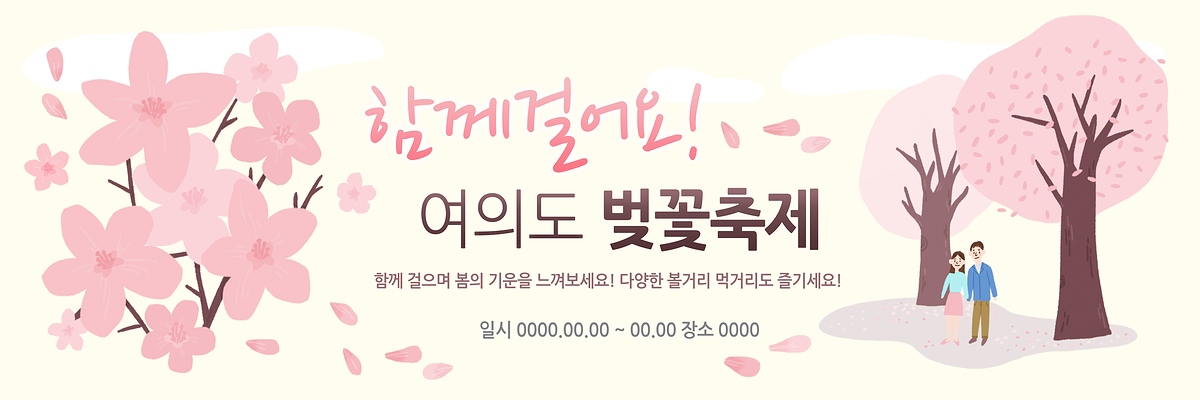 함께걸어요!
여의도 벚꽃축제
함께 걸으며 봄의 기운을 느껴보세요! 다양한 볼거리 먹거리도 즐기세요!
일시 0000.00.00 ~ 00.00 장소 0000